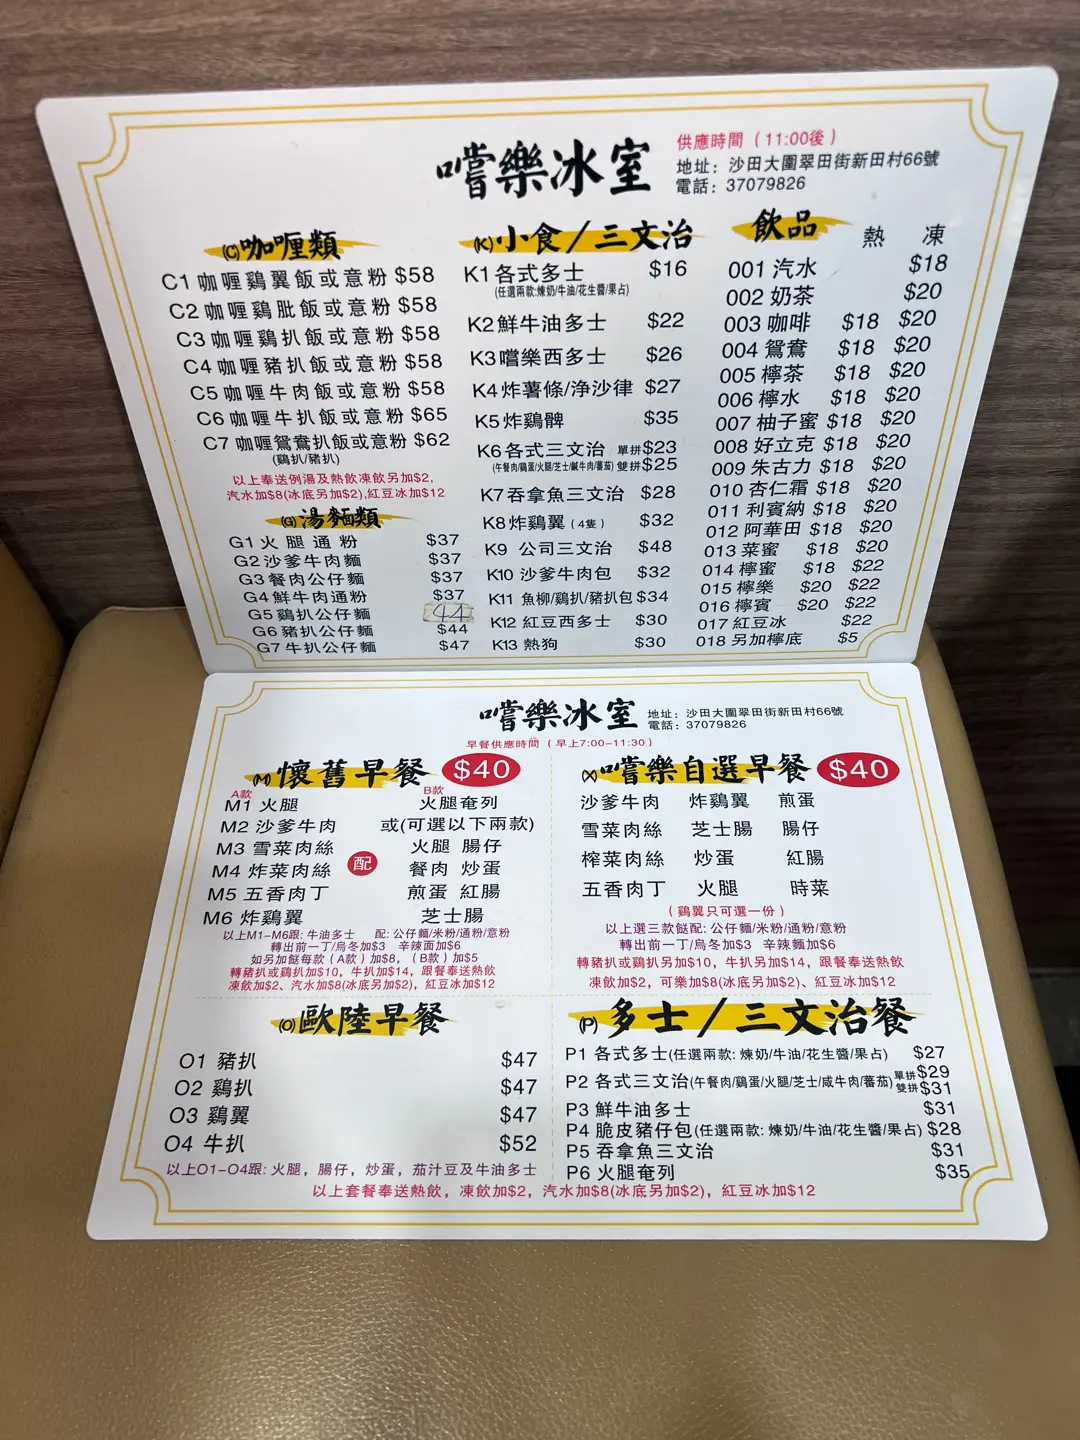 嚐樂冰室
供應時間（11:00後）
地址：沙田大圍翠田街新田村66號
電話：37079826
(C)咖喱類
C1 咖喱鷄翼飯或意粉 $58
C2 咖喱鷄肶飯或意粉 $58
C3 咖喱鷄扒飯或意粉 $58
C4 咖喱豬扒飯或意粉 $58
C5 咖喱牛肉飯或意粉 $58
C6 咖喱牛扒飯或意粉 $65
C7 咖喱鴛鴦扒飯或意粉 $62
(鷄扒/豬扒)
以上奉送例湯及熱飲凍飲另加$2,
汽水加$8(冰底另加$2),紅豆冰加$12
(G)湯麵類
G1 火腿通粉 $37
G2 沙爹牛肉麵 $37
G3 餐肉公仔麵 $37
G4 鮮牛肉通粉 $37
G5 鷄扒公仔麵 44
G6 豬扒公仔麵 $44
G7 牛扒公仔麵 $47
(K)小食/三文治
K1 各式多士 $16
(任選兩款:煉奶/牛油/花生醬/果占)
K2 鮮牛油多士 $22
K3 嚐樂西多士 $26
K4 炸薯條/浄沙律 $27
K5 炸鷄髀 $35
K6 各式三文治 單拼$23
(午餐肉/鷄蛋/火腿/芝士/鹹牛肉/蕃茄) 雙拼$25
K7 吞拿魚三文治 $28
K8 炸鷄翼（4隻） $32
K9 公司三文治 $48
K10 沙爹牛肉包 $32
K11 魚柳/鷄扒/豬扒包 $34
K12 紅豆西多士 $30
K13 熱狗 $30
飲品 熱 凍
001 汽水 $18
002 奶茶 $20
003 咖啡 $18 $20
004 鴛鴦 $18 $20
005 檸茶 $18 $20
006 檸水 $18 $20
007 柚子蜜 $18 $20
008 好立克 $18 $20
009 朱古力 $18 $20
010 杏仁霜 $18 $20
011 利賓納 $18 $20
012 阿華田 $18 $20
013 菜蜜 $18 $20
014 檸蜜 $18 $22
015 檸樂 $20 $22
016 檸賓 $20 $22
017 紅豆冰 $22
018 另加檸底 $5
嚐樂冰室
地址：沙田大圍翠田街新田村66號
電話：37079826
早餐供應時間（早上7:00-11:30）
(M)懷舊早餐 $40
A款 B款
M1 火腿 火腿奄列
M2 沙爹牛肉 或(可選以下兩款)
M3 雪菜肉絲 火腿 腸仔
M4 炸菜肉絲 配 餐肉 炒蛋
M5 五香肉丁 煎蛋 紅腸
M6 炸鷄翼 芝士腸
以上M1-M6跟: 牛油多士 配: 公仔麵/米粉/通粉/意粉
轉出前一丁/烏冬加$3 辛辣面加$6
如另加餸每款（A款）加$8,（B款）加$5
轉豬扒或鷄扒加$10，牛扒加$14，跟餐奉送熱飲
凍飲加$2、汽水加$8(冰底另加$2)，紅豆冰加$12
(X)嚐樂自選早餐 $40
沙爹牛肉 炸鷄翼 煎蛋
雪菜肉絲 芝士腸 腸仔
榨菜肉絲 炒蛋 紅腸
五香肉丁 火腿 時菜
（鷄翼只可選一份）
以上選三款餸配: 公仔麵/米粉/通粉/意粉
轉出前一丁/烏冬加$3 辛辣麵加$6
轉豬扒或鷄扒另加$10，牛扒另加$14，跟餐奉送熱飲
凍飲加$2，可樂加$8(冰底另加$2)、紅豆冰加$12
(O)歐陸早餐
O1 豬扒 $47
O2 鷄扒 $47
O3 鷄翼 $47
O4 牛扒 $52
以上O1-O4跟: 火腿，腸仔，炒蛋，茄汁豆及牛油多士
(P)多士/三文治餐
P1 各式多士(任選兩款: 煉奶/牛油/花生醬/果占) $27
P2 各式三文治(午餐肉/鷄蛋/火腿/芝士/咸牛肉/蕃茄) 單拼$29
雙拼$31
P3 鮮牛油多士 $31
P4 脆皮豬仔包(任選兩款: 煉奶/牛油/花生醬/果占) $28
P5 吞拿魚三文治 $31
P6 火腿奄列 $35
以上套餐奉送熱飲，凍飲加$2，汽水加$8(冰底另加$2)，紅豆冰加$12